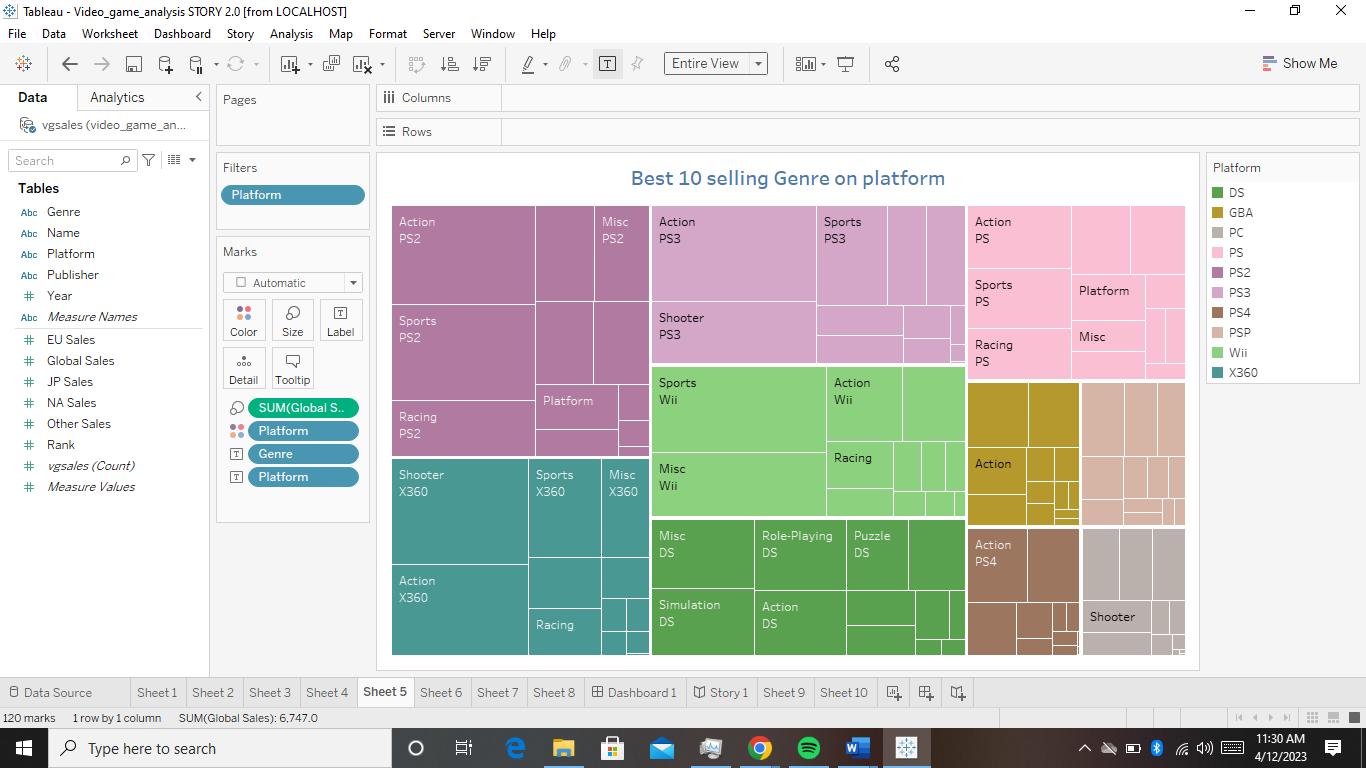 Tableau - Video_game_analysis STORY 2.0 [from LOCALHOST]
File Data Worksheet Dashboard Story Analysis Map Format Server Window Help
Entire View
Show Me
Data Analytics
vgsales (video_game_an...
Search
Tables
Abc Genre
Abc Name
Abc Platform
Abc Publisher
# Year
Abc Measure Names
# EU Sales
# Global Sales
# JP Sales
# NA Sales
# Other Sales
# Rank
# vgsales (Count)
# Measure Values
Pages
Filters
Platform
Marks
Automatic
Color Size Label
Detail Tooltip
SUM(Global S..
Platform
Genre
Platform
Columns
Rows
Best 10 selling Genre on platform
Action
PS2
Misc
PS2
Sports
PS2
Racing
PS2
Platform
Shooter
X360
Sports
X360
Misc
X360
Action
X360
Racing
Action
PS3
Sports
PS3
Shooter
PS3
Sports
Wii
Action
Wii
Misc
Wii
Racing
Misc
DS
Role-Playing
DS
Puzzle
DS
Simulation
DS
Action
DS
Action
PS
Sports
PS
Racing
PS
Platform
Misc
Action
Action
PS4
Shooter
Platform
DS
GBA
PC
PS
PS2
PS3
PS4
PSP
Wii
X360
Data Source Sheet 1 Sheet 2 Sheet 3 Sheet 4 Sheet 5 Sheet 6 Sheet 7 Sheet 8 Dashboard 1 Story 1 Sheet 9 Sheet 10
120 marks 1 row by 1 column SUM(Global Sales): 6,747.0
Type here to search
11:30 AM
4/12/2023